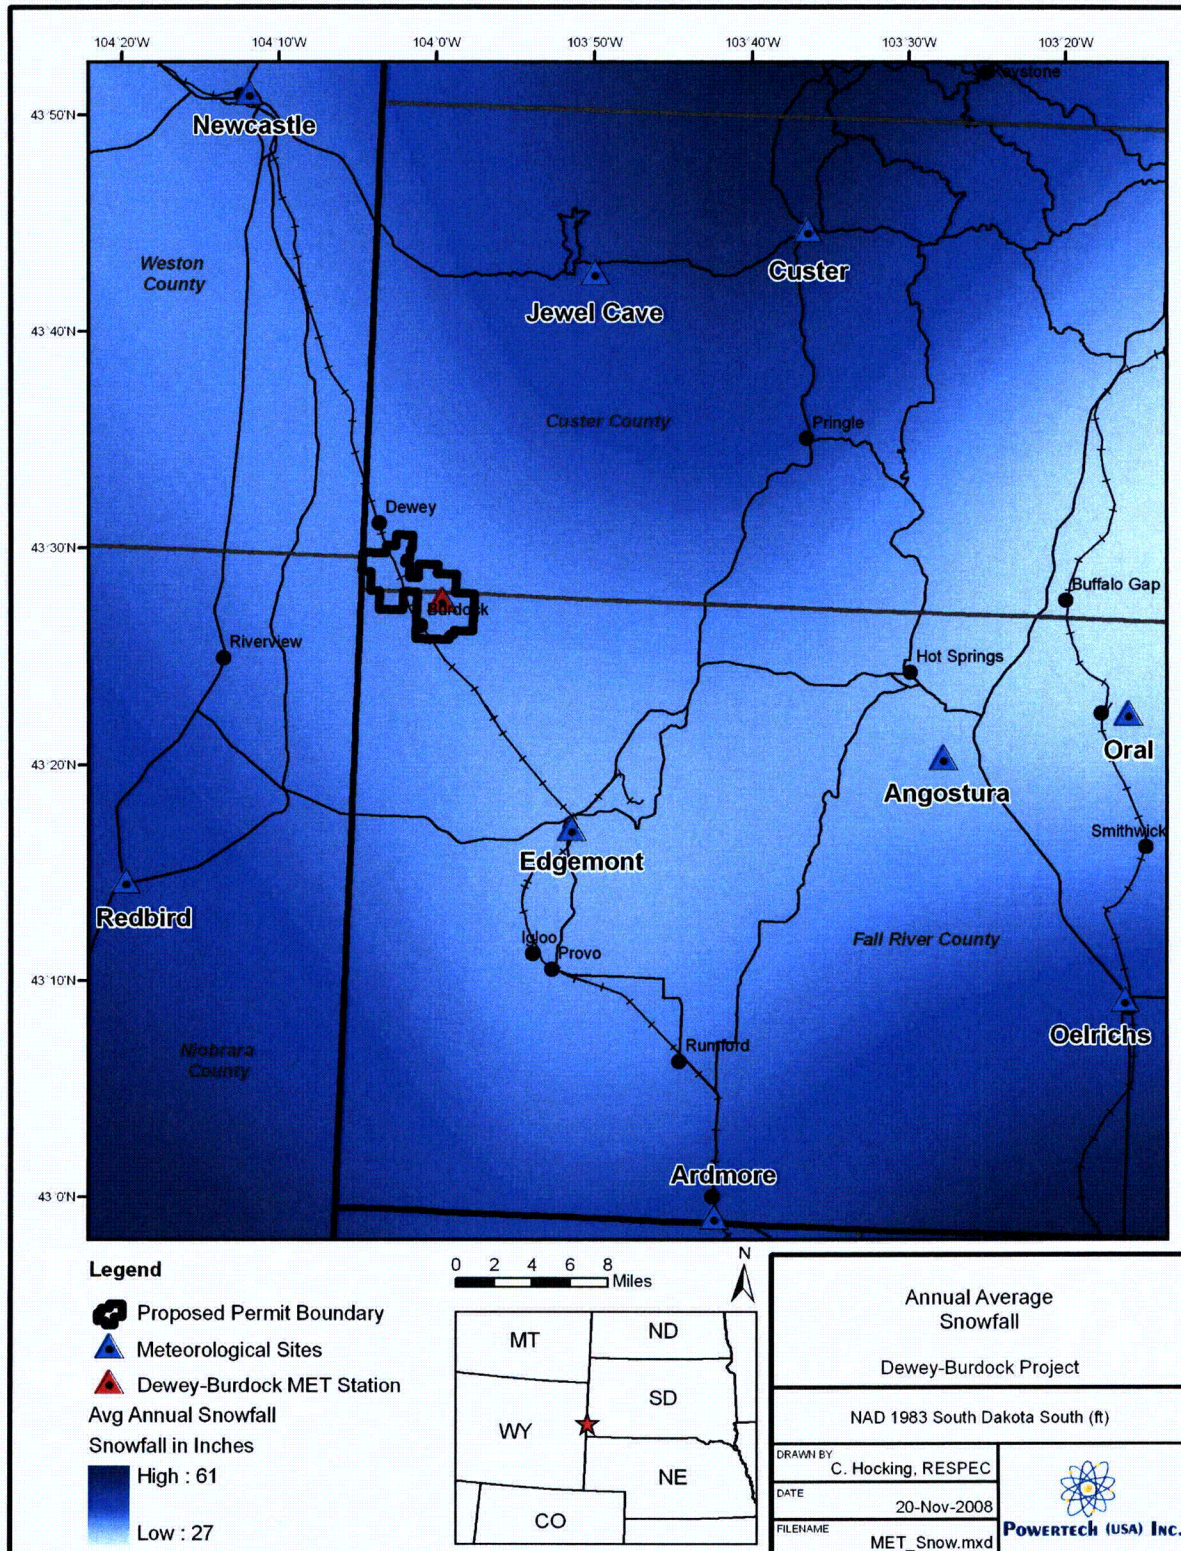 104°20'W 104°10'W 104°0'W 103°50'W 103°40'W 103°30'W 103°20'W
Keystone
43°50'N
Newcastle
Custer
Weston
County
Jewel Cave
43°40'N
Custer County
Pringle
Dewey
43°30'N
Buffalo Gap
Burdock
Riverview
Hot Springs
Oral
43°20'N
Angostura
Smithwick
Edgemont
Redbird
Igloo
Provo
Fall River County
43°10'N
Oelrichs
Niobrara
County
Rumford
Ardmore
43°0'N
Legend
Proposed Permit Boundary
Meteorological Sites
Dewey-Burdock MET Station
Avg Annual Snowfall
Snowfall in Inches
High : 61
Low : 27
0 2 4 6 8
Miles
N
MT
ND
SD
WY
NE
CO
Annual Average
Snowfall
Dewey-Burdock Project
NAD 1983 South Dakota South (ft)
DRAWN BY
C. Hocking, RESPEC
DATE
20-Nov-2008
FILENAME
MET_Snow.mxd
POWERTECH (USA) INC.